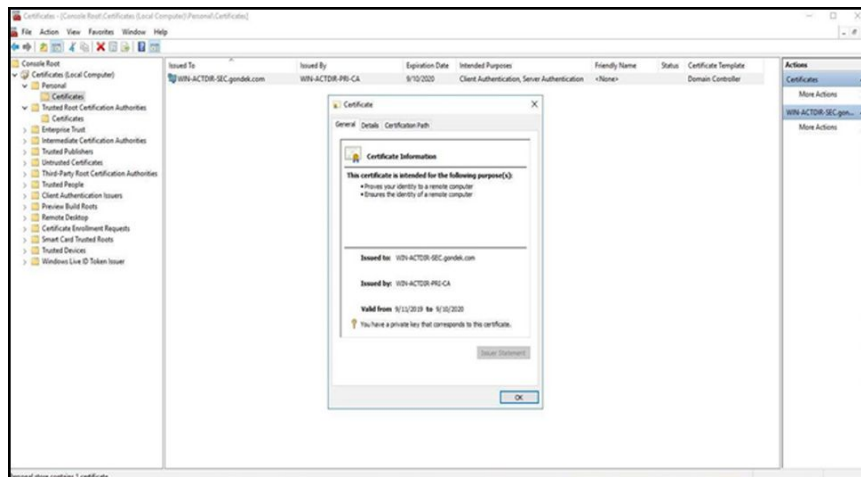 Certificates - [Console Root\Certificates (Local Computer)\Personal\Certificates]
File Action View Favorites Window Help
Console Root
Certificates (Local Computer)
Personal
Certificates
Trusted Root Certification Authorities
Certificates
Enterprise Trust
Intermediate Certification Authorities
Trusted Publishers
Untrusted Certificates
Third-Party Root Certification Authorities
Trusted People
Client Authentication Issuers
Preview Build Roots
Remote Desktop
Certificate Enrollment Requests
Smart Card Trusted Roots
Trusted Devices
Windows Live ID Token Issuer
Issued To Issued By Expiration Date Intended Purposes Friendly Name Status Certificate Template
WIN-ACTDIR-SEC.gondek.com WIN-ACTDIR-PRI-CA 9/10/2020 Client Authentication, Server Authentication <None> Domain Controller
Certificate
General Details Certification Path
Certificate Information
This certificate is intended for the following purpose(s):
• Proves your identity to a remote computer
• Ensures the identity of a remote computer
Issued to: WIN-ACTDIR-SEC.gondek.com
Issued by: WIN-ACTDIR-PRI-CA
Valid from 9/11/2019 to 9/10/2020
You have a private key that corresponds to this certificate.
Issuer Statement
OK
Actions
Certificates
More Actions
WIN-ACTDIR-SEC.gon...
More Actions
Personal store contains 1 certificate.